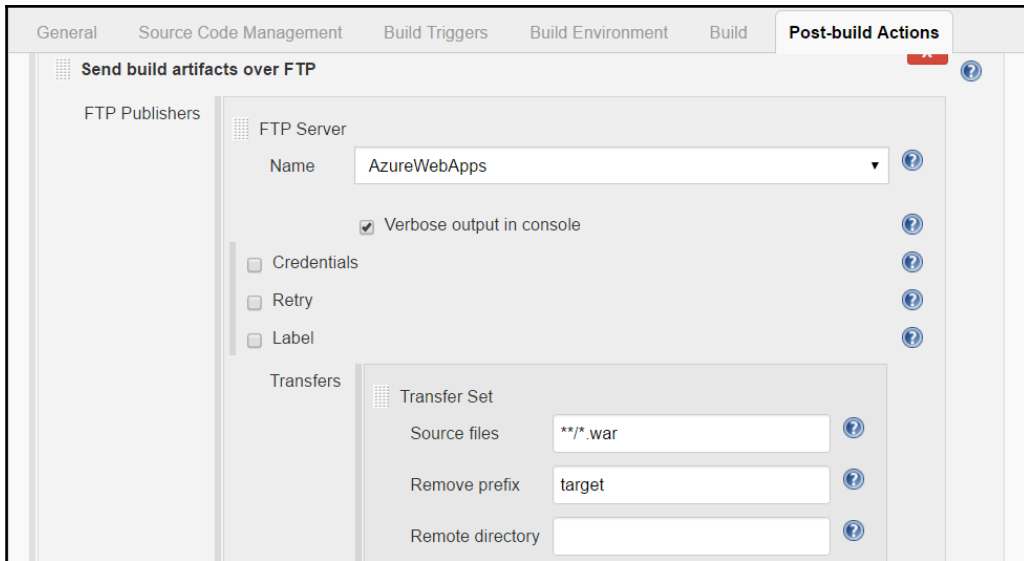 General Source Code Management Build Triggers Build Environment Build Post-build Actions
Send build artifacts over FTP
FTP Publishers
FTP Server
Name AzureWebApps
Verbose output in console
Credentials
Retry
Label
Transfers
Transfer Set
Source files **/*.war
Remove prefix target
Remote directory